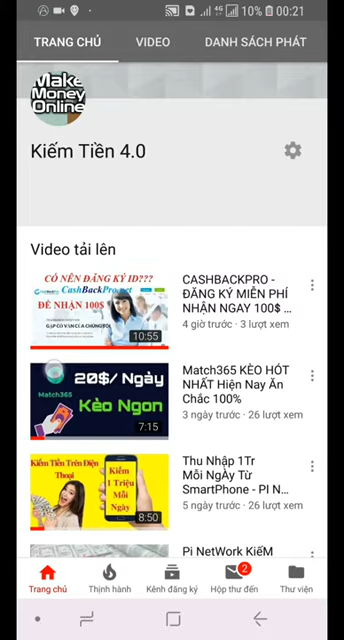 4G 10% 00:21
TRANG CHỦ VIDEO DANH SÁCH PHÁT
Make
Money
Online
Kiếm Tiền 4.0
Video tải lên
CÓ NÊN ĐĂNG KÝ ID???
CashBackPro.net
ĐỂ NHẬN 100$
10:55
CASHBACKPRO -
ĐĂNG KÝ MIỄN PHÍ
NHẬN NGAY 100$ ...
4 giờ trước · 3 lượt xem
20$/ Ngày
Match365
Kèo Ngon
7:15
Match365 KÈO HÓT
NHẤT Hiện Nay Ăn
Chắc 100%
3 ngày trước · 26 lượt xem
Kiếm Tiền Trên Điện
Thoại
Kiếm
1 Triệu
Mỗi
Ngày
8:50
Thu Nhập 1Tr
Mỗi Ngày Từ
SmartPhone - PI N...
5 ngày trước · 26 lượt xem
Pi NetWork KiếM
2
Trang chủ Thịnh hành Kênh đăng ký Hộp thư đến Thư viện